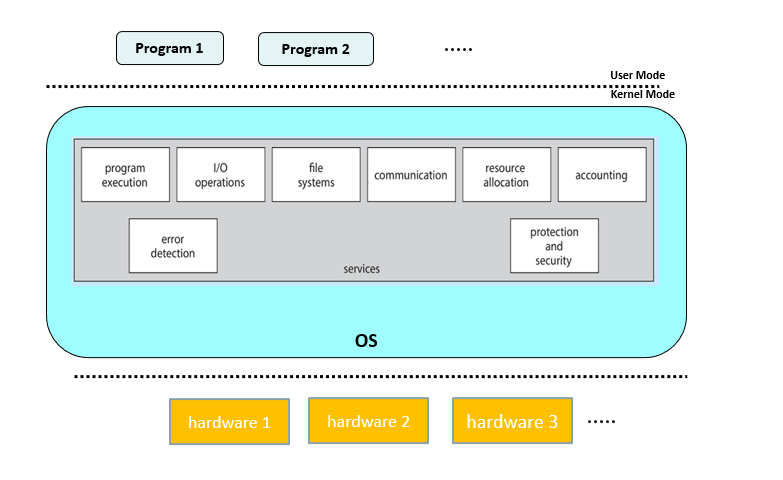 Program 1
Program 2
.....
User Mode
Kernel Mode
program
execution
I/O
operations
file
systems
communication
resource
allocation
accounting
error
detection
protection
and
security
services
OS
hardware 1
hardware 2
hardware 3
.....